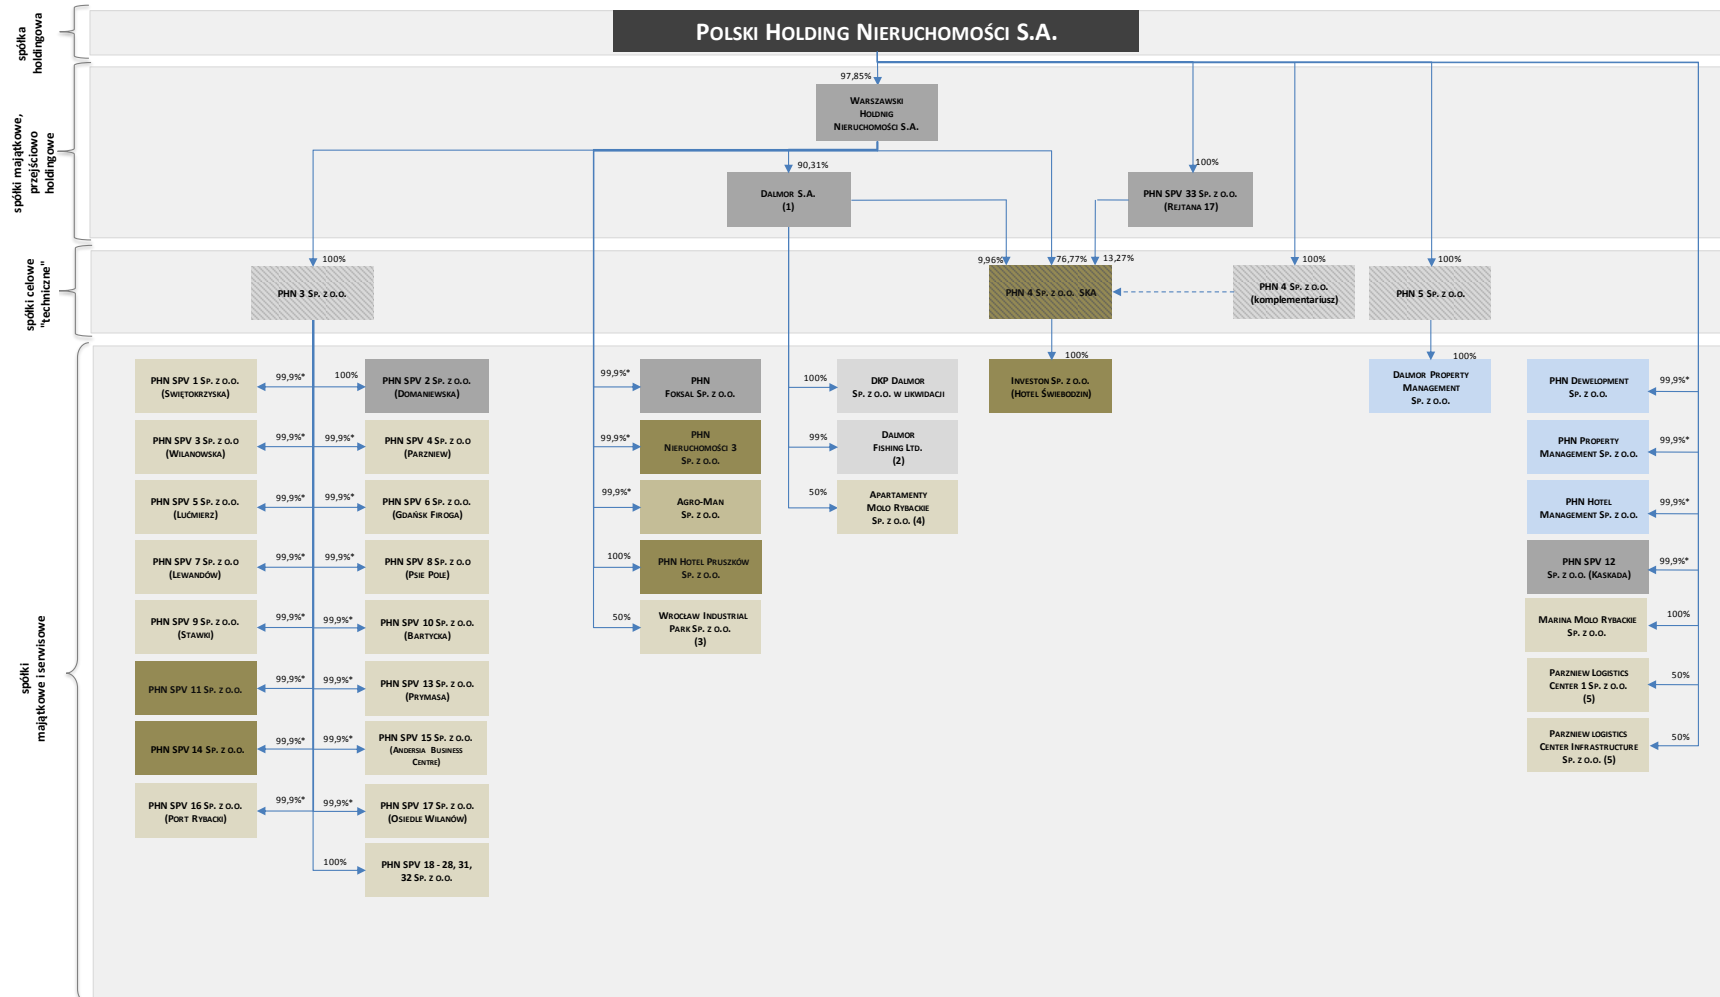 spółka
holdingowa
POLSKI HOLDING NIERUCHOMOŚCI S.A.
spółki majątkowe,
przejściowo
holdingowe
97,85%
WARSZAWSKI
HOLDNIG
NIERUCHOMOŚCI S.A.
90,31%
DALMOR S.A.
(1)
100%
PHN SPV 33 SP. Z O.O.
(REJTANA 17)
spółki celowe
"techniczne"
100%
PHN 3 SP. Z O.O.
9,96%
76,77%
13,27%
PHN 4 SP. Z O.O. SKA
100%
PHN 4 SP. Z O.O.
(komplementariusz)
100%
PHN 5 SP. Z O.O.
spółki
majątkowe i serwisowe
PHN SPV 1 SP. Z O.O.
(ŚWIĘTOKRZYSKA)
99,9%*
100%
PHN SPV 2 SP. Z O.O.
(DOMANIEWSKA)
PHN SPV 3 SP. Z O.O
(WILANOWSKA)
99,9%*
99,9%*
PHN SPV 4 SP. Z O.O
(PARZNIEW)
PHN SPV 5 SP. Z O.O.
(LUĆMIERZ)
99,9%*
99,9%*
PHN SPV 6 SP. Z O.O.
(GDAŃSK FIROGA)
PHN SPV 7 SP. Z O.O
(LEWANDÓW)
99,9%*
99,9%*
PHN SPV 8 SP. Z O.O
(PSIE POLE)
PHN SPV 9 SP. Z O.O.
(STAWKI)
99,9%*
99,9%*
PHN SPV 10 SP. Z O.O.
(BARTYCKA)
PHN SPV 11 SP. Z O.O.
99,9%*
99,9%*
PHN SPV 13 SP. Z O.O.
(PRYMASA)
PHN SPV 14 SP. Z O.O.
99,9%*
99,9%*
PHN SPV 15 SP. Z O.O.
(ANDERSIA BUSINESS
CENTRE)
PHN SPV 16 SP. Z O.O.
(PORT RYBACKI)
99,9%*
99,9%*
PHN SPV 17 SP. Z O.O.
(OSIEDLE WILANÓW)
100%
PHN SPV 18 - 28, 31,
32 SP. Z O.O.
99,9%*
PHN
FOKSAL SP. Z O.O.
99,9%*
PHN
NIERUCHOMOŚCI 3
SP. Z O.O.
99,9%*
AGRO-MAN
SP. Z O.O.
100%
PHN HOTEL PRUSZKÓW
SP. Z O.O.
50%
WROCŁAW INDUSTRIAL
PARK SP. Z O.O.
(3)
100%
DKP DALMOR
SP. Z O.O. W LIKWIDACJI
99%
DALMOR
FISHING LTD.
(2)
50%
APARTAMENTY
MOLO RYBACKIE
SP. Z O.O. (4)
100%
INVESTON SP. Z O.O.
(HOTEL ŚWIEBODZIN)
100%
DALMOR PROPERTY
MANAGEMENT
SP. Z O.O.
PHN DEWELOPMENT
SP. Z O.O.
99,9%*
PHN PROPERTY
MANAGEMENT SP. Z O.O.
99,9%*
PHN HOTEL
MANAGEMENT SP. Z O.O.
99,9%*
PHN SPV 12
SP. Z O.O. (KASKADA)
99,9%*
MARINA MOLO RYBACKIE
SP. Z O.O.
100%
PARZNIEW LOGISTICS
CENTER 1 SP. Z O.O.
(5)
50%
PARZNIEW LOGISTICS
CENTER INFRASTRUCTURE
SP. Z O.O. (5)
50%